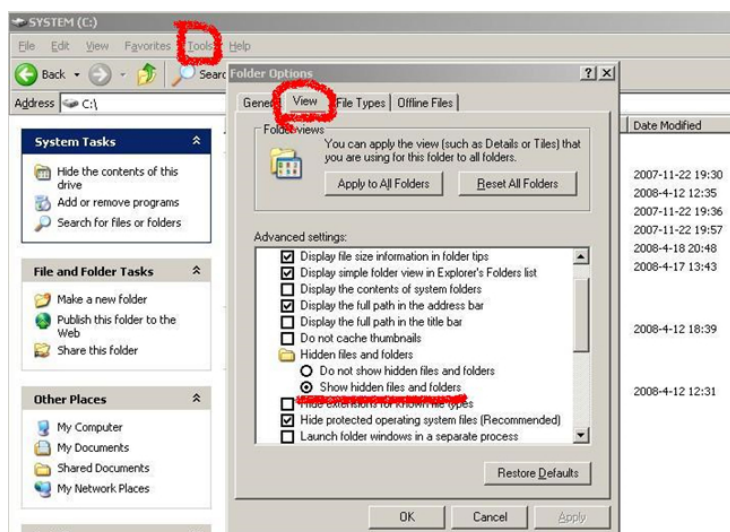 SYSTEM (C:)
File Edit View Favorites Tools Help
Back
Folder Options
Address C:\
General View File Types Offline Files
Date Modified
System Tasks
Hide the contents of this
drive
Add or remove programs
Search for files or folders
Folder views
You can apply the view (such as Details or Tiles) that
you are using for this folder to all folders.
Apply to All Folders Reset All Folders
2007-11-22 19:30
2008-4-12 12:35
2007-11-22 19:36
2007-11-22 19:57
2008-4-18 20:48
2008-4-17 13:43
2008-4-12 18:39
2008-4-12 12:31
Advanced settings:
Display file size information in folder tips
Display simple folder view in Explorer's Folders list
Display the contents of system folders
Display the full path in the address bar
Display the full path in the title bar
Do not cache thumbnails
Hidden files and folders
Do not show hidden files and folders
Show hidden files and folders
Hide extensions for known file types
Hide protected operating system files (Recommended)
Launch folder windows in a separate process
Restore Defaults
OK Cancel Apply
File and Folder Tasks
Make a new folder
Publish this folder to the
Web
Share this folder
Other Places
My Computer
My Documents
Shared Documents
My Network Places